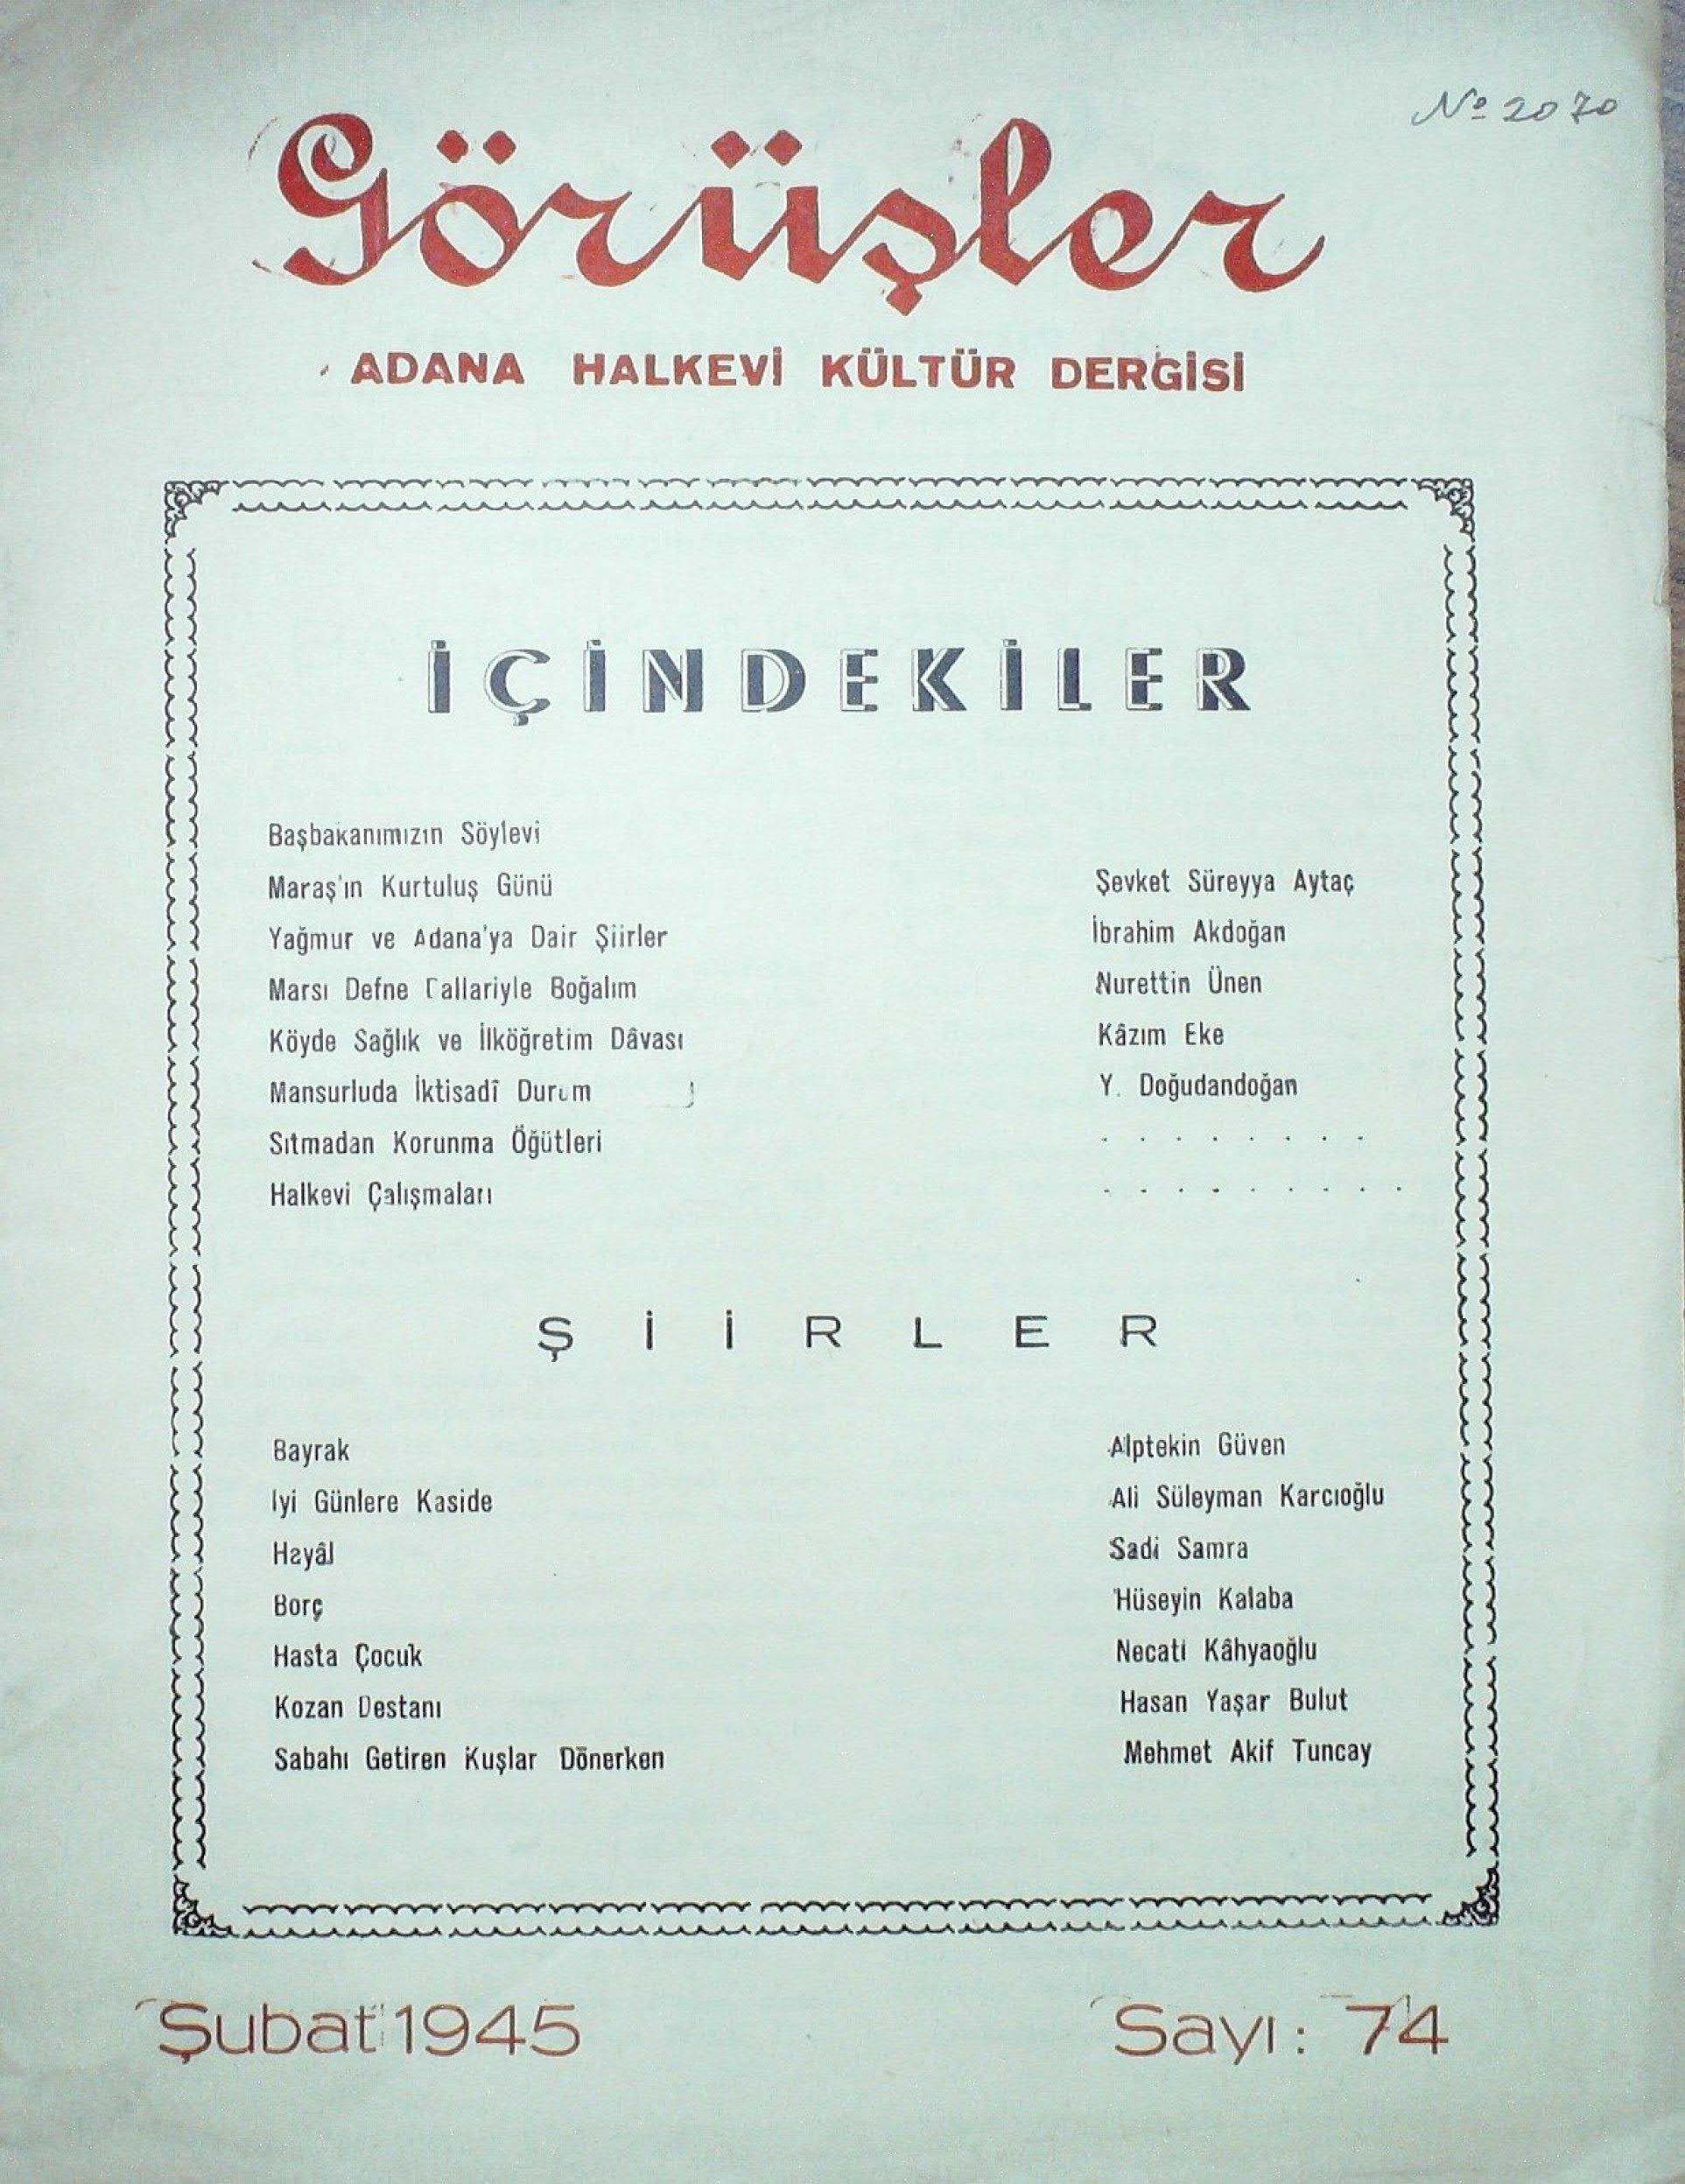 № 2070
Görüşler
ADANA HALKEVİ KÜLTÜR DERGİSİ
İÇİNDEKİLER
Başbakanımızın Söylevi
Maraş'ın Kurtuluş Günü Şevket Süreyya Aytaç
Yağmur ve Adana'ya Dair Şiirler İbrahim Akdoğan
Marsı Defne Dallariyle Boğalım Nurettin Ünen
Köyde Sağlık ve İlköğretim Dâvası Kâzım Eke
Mansurluda İktisadî Durum Y. Doğudandoğan
Sıtmadan Korunma Öğütleri . . . . . . . .
Halkevi Çalışmaları . . . . . . . . .
ŞİİRLER
Bayrak Alptekin Güven
Iyi Günlere Kaside Ali Süleyman Karcıoğlu
Hayâl Sadi Samra
Borç Hüseyin Kalaba
Hasta Çocuk Necati Kâhyaoğlu
Kozan Destanı Hasan Yaşar Bulut
Sabahı Getiren Kuşlar Dönerken Mehmet Akif Tuncay
Şubat 1945 Sayı: 74